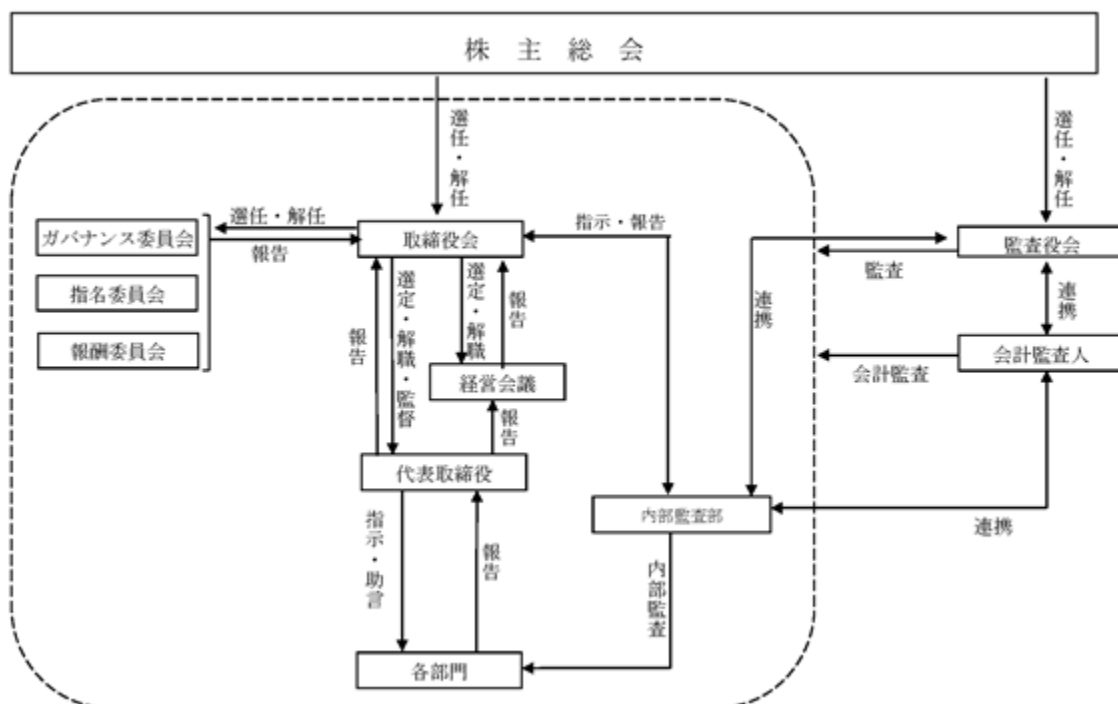 株主総会
選任・解任
選任・解任
選任・解任
ガバナンス委員会
報告
指名委員会
報酬委員会
取締役会
指示・報告
監査役会
監査
連携
連携
会計監査人
会計監査
報告
選定・解職・監督
選定・解職
報告
経営会議
報告
代表取締役
内部監査部
連携
指示・助言
報告
内部監査
各部門